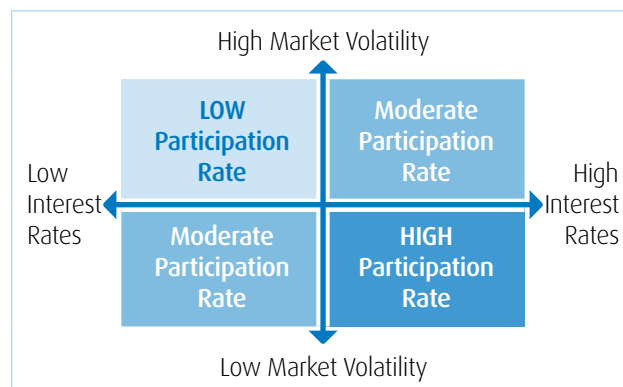 High Market Volatility
LOW
Participation
Rate
Moderate
Participation
Rate
Low
Interest
Rates
High
Interest
Rates
Moderate
Participation
Rate
HIGH
Participation
Rate
Low Market Volatility